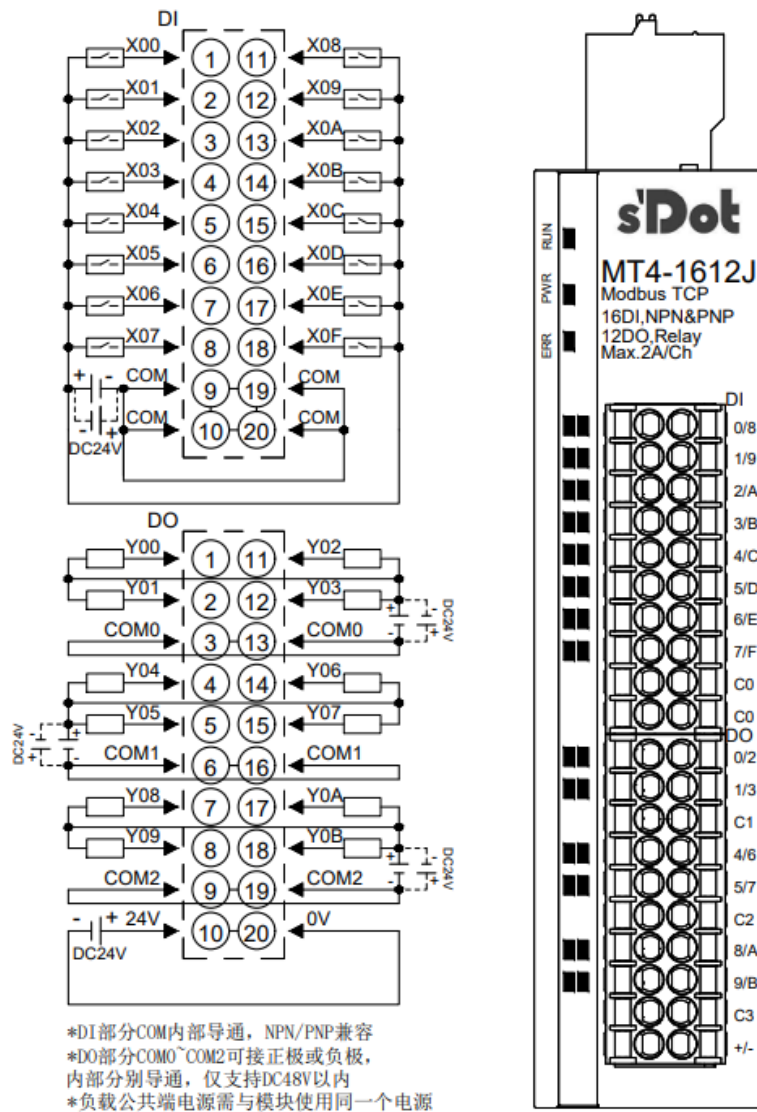 DI
X00 1 11 X08
X01 2 12 X09
X02 3 13 X0A
X03 4 14 X0B
X04 5 15 X0C
X05 6 16 X0D
X06 7 17 X0E
X07 8 18 X0F
+ - COM 9 19 COM
- + COM 10 20 COM
DC24V
DO
Y00 1 11 Y02
Y01 2 12 Y03
+ - DC24V
- +
COM0 3 13 COM0
Y04 4 14 Y06
Y05 5 15 Y07
DC24V - +
+ -
COM1 6 16 COM1
Y08 7 17 Y0A
Y09 8 18 Y0B
+ - DC24V
- +
COM2 9 19 COM2
- + 24V 10 20 0V
DC24V
*DI部分COM内部导通，NPN/PNP兼容
*DO部分COM0~COM2可接正极或负极，
内部分别导通，仅支持DC48V以内
*负载公共端电源需与模块使用同一个电源
s'Dot
RUN
PWR
ERR
MT4-1612J
Modbus TCP
16DI,NPN&PNP
12DO,Relay
Max.2A/Ch
DI
0/8
1/9
2/A
3/B
4/C
5/D
6/E
7/F
C0
C0
DO
0/2
1/3
C1
4/6
5/7
C2
8/A
9/B
C3
+/-